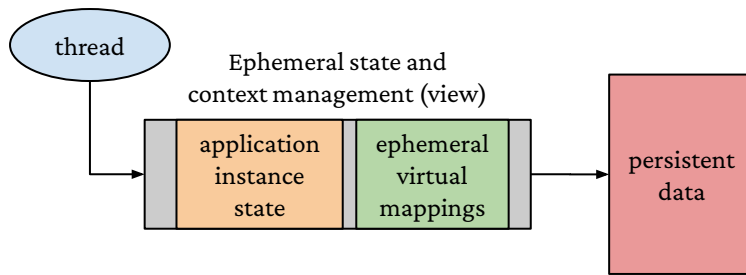 thread
Ephemeral state and
context management (view)
application
instance
state
ephemeral
virtual
mappings
persistent
data